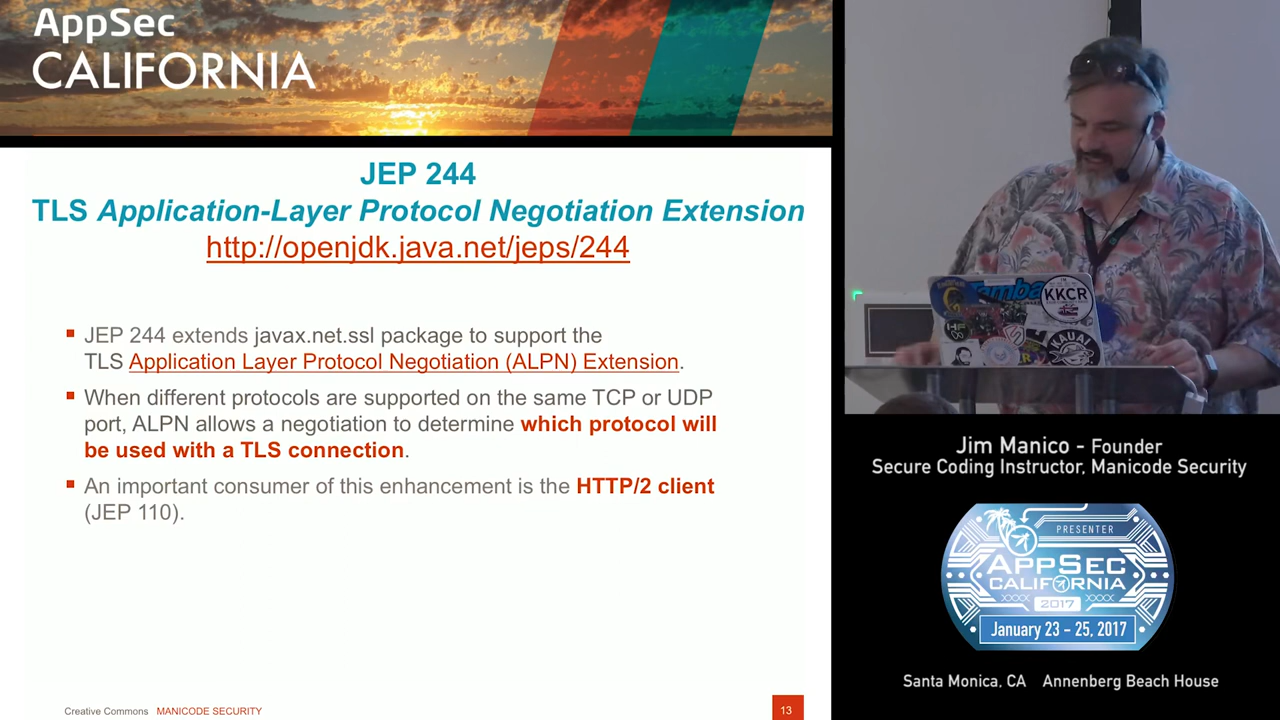 AppSec
CALIFORNIA
JEP 244
TLS Application-Layer Protocol Negotiation Extension
http://openjdk.java.net/jeps/244
JEP 244 extends javax.net.ssl package to support the
TLS Application Layer Protocol Negotiation (ALPN) Extension.
When different protocols are supported on the same TCP or UDP
port, ALPN allows a negotiation to determine which protocol will
be used with a TLS connection.
An important consumer of this enhancement is the HTTP/2 client
(JEP 110).
Creative Commons MANICODE SECURITY
13
KKCR
KAUAI
Jim Manico - Founder
Secure Coding Instructor, Manicode Security
PRESENTER
APPSEC
CALIFORNIA
2017
January 23 - 25, 2017
Santa Monica, CA Annenberg Beach House